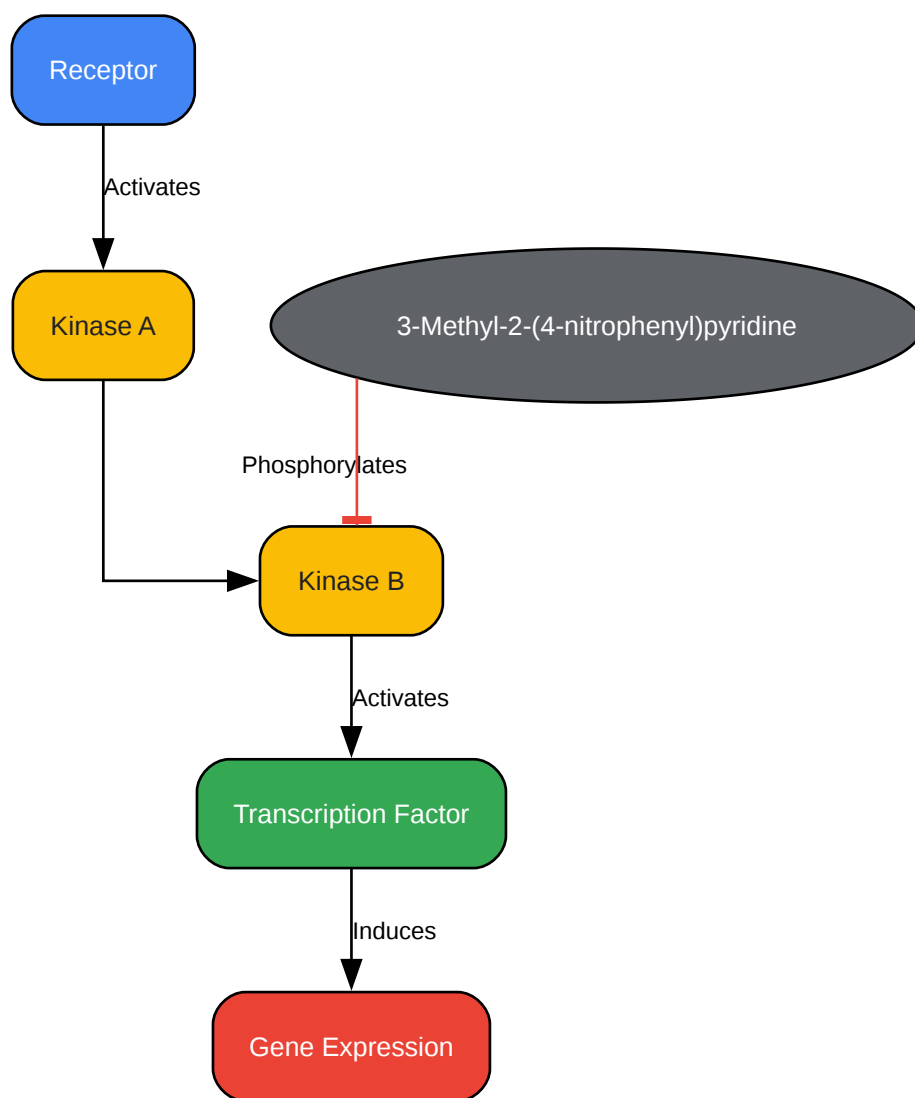 Receptor
Activates
Kinase A
3-Methyl-2-(4-nitrophenyl)pyridine
Phosphorylates
Kinase B
Activates
Transcription Factor
Induces
Gene Expression